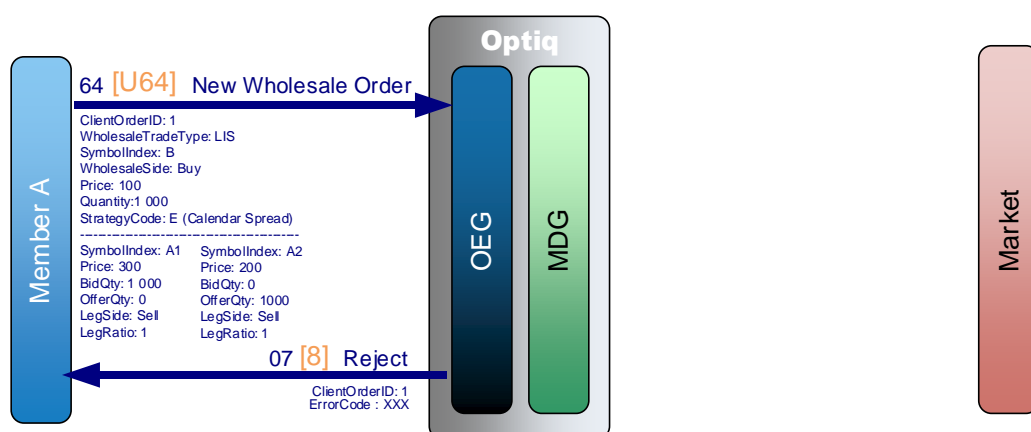 Optiq
64 [U64] New Wholesale Order
ClientOrderID: 1
WholesaleTradeType: LIS
SymbolIndex: B
WholesaleSide: Buy
Price: 100
Quantity:1 000
StrategyCode: E (Calendar Spread)
------------------------------------------
SymbolIndex: A1 SymbolIndex: A2
Price: 300 Price: 200
BidQty: 1 000 BidQty: 0
OfferQty: 0 OfferQty: 1000
LegSide: Sell LegSide: Sell
LegRatio: 1 LegRatio: 1
07 [8] Reject
ClientOrderID: 1
ErrorCode : XXX
Member A
OEG
MDG
Market